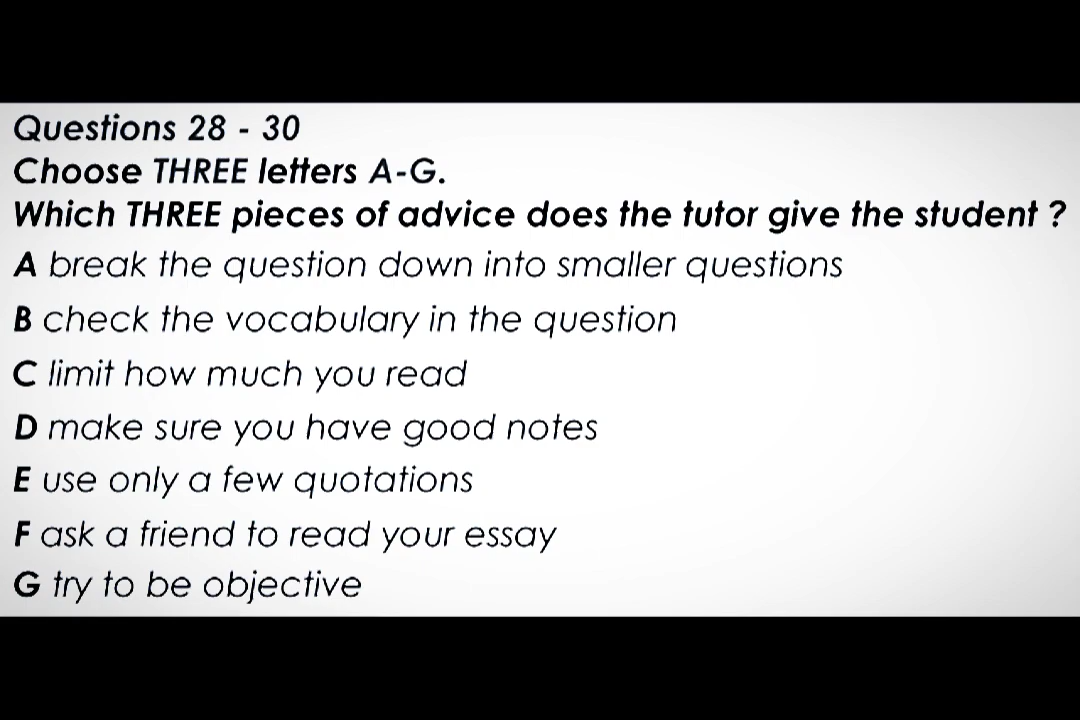 Questions 28 - 30
Choose THREE letters A-G.
Which THREE pieces of advice does the tutor give the student ?
A break the question down into smaller questions
B check the vocabulary in the question
C limit how much you read
D make sure you have good notes
E use only a few quotations
F ask a friend to read your essay
G try to be objective